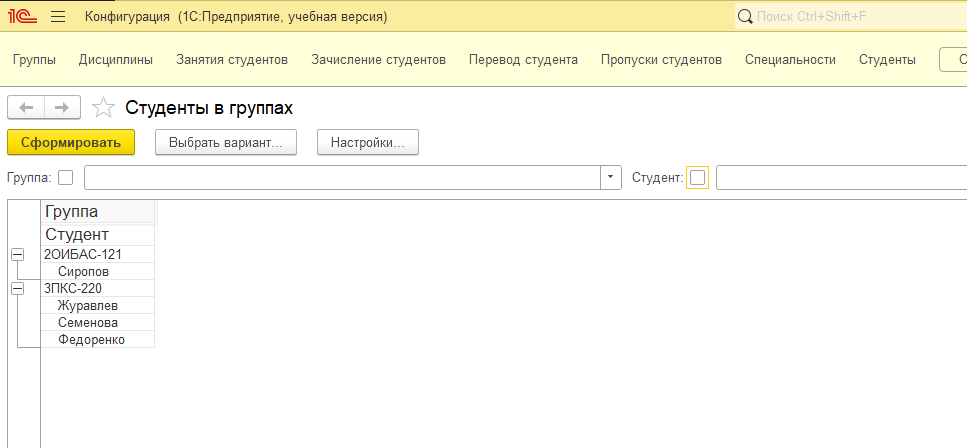 1С Конфигурация (1С:Предприятие, учебная версия) Поиск Ctrl+Shift+F
Группы Дисциплины Занятия студентов Зачисление студентов Перевод студента Пропуски студентов Специальности Студенты
Студенты в группах
Сформировать Выбрать вариант... Настройки...
Группа: Студент:
Группа
Студент
2ОИБАС-121
Сиропов
3ПКС-220
Журавлев
Семенова
Федоренко